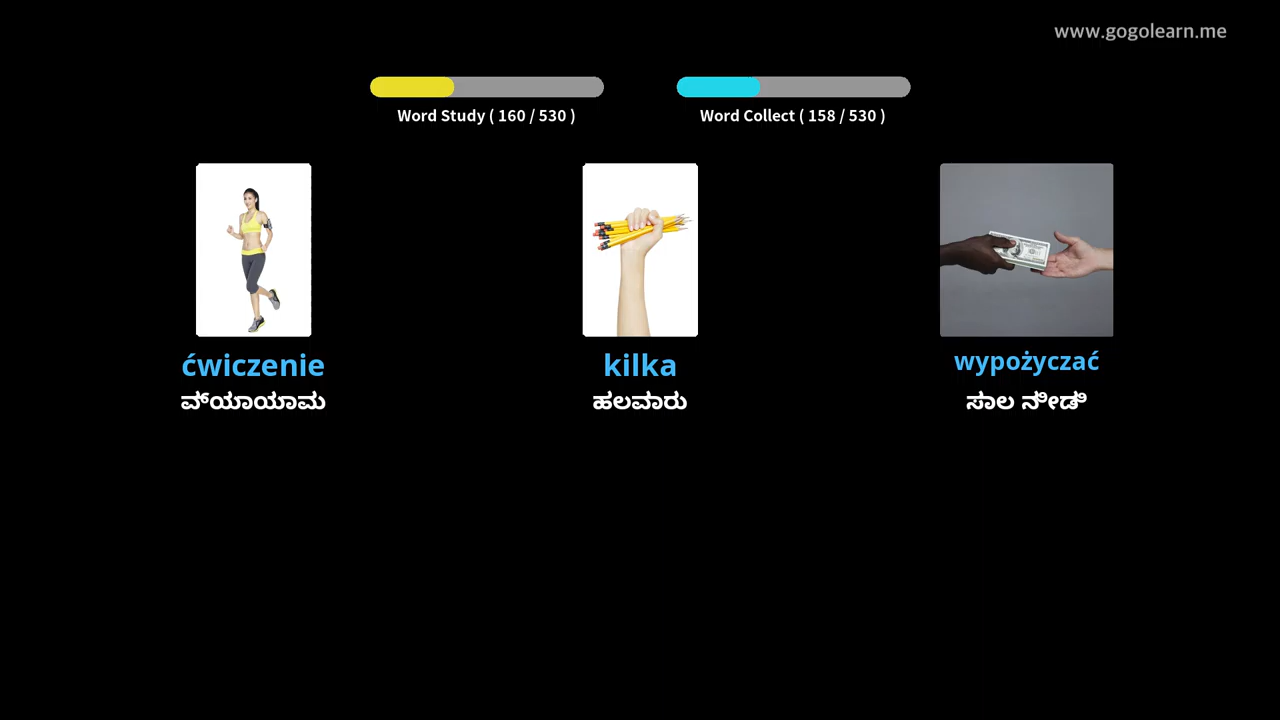 www.gogolearn.me
Word Study ( 160 / 530 )
Word Collect ( 158 / 530 )
ćwiczenie
kilka
wypożyczać
ವ್ಯಾಯಾಮ
ಹಲವಾರು
ಸಾಲ ನೀಡಿ